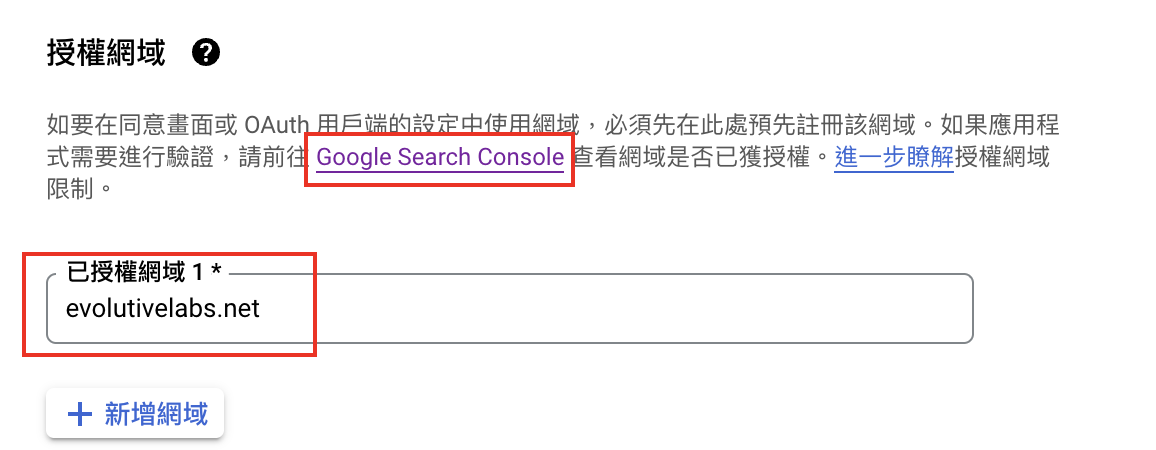 授權網域 ?
如要在同意畫面或 OAuth 用戶端的設定中使用網域，必須先在此處預先註冊該網域。如果應用程
式需要進行驗證，請前往 Google Search Console 查看網域是否已獲授權。進一步瞭解授權網域
限制。
已授權網域 1 *
evolutivelabs.net
+ 新增網域